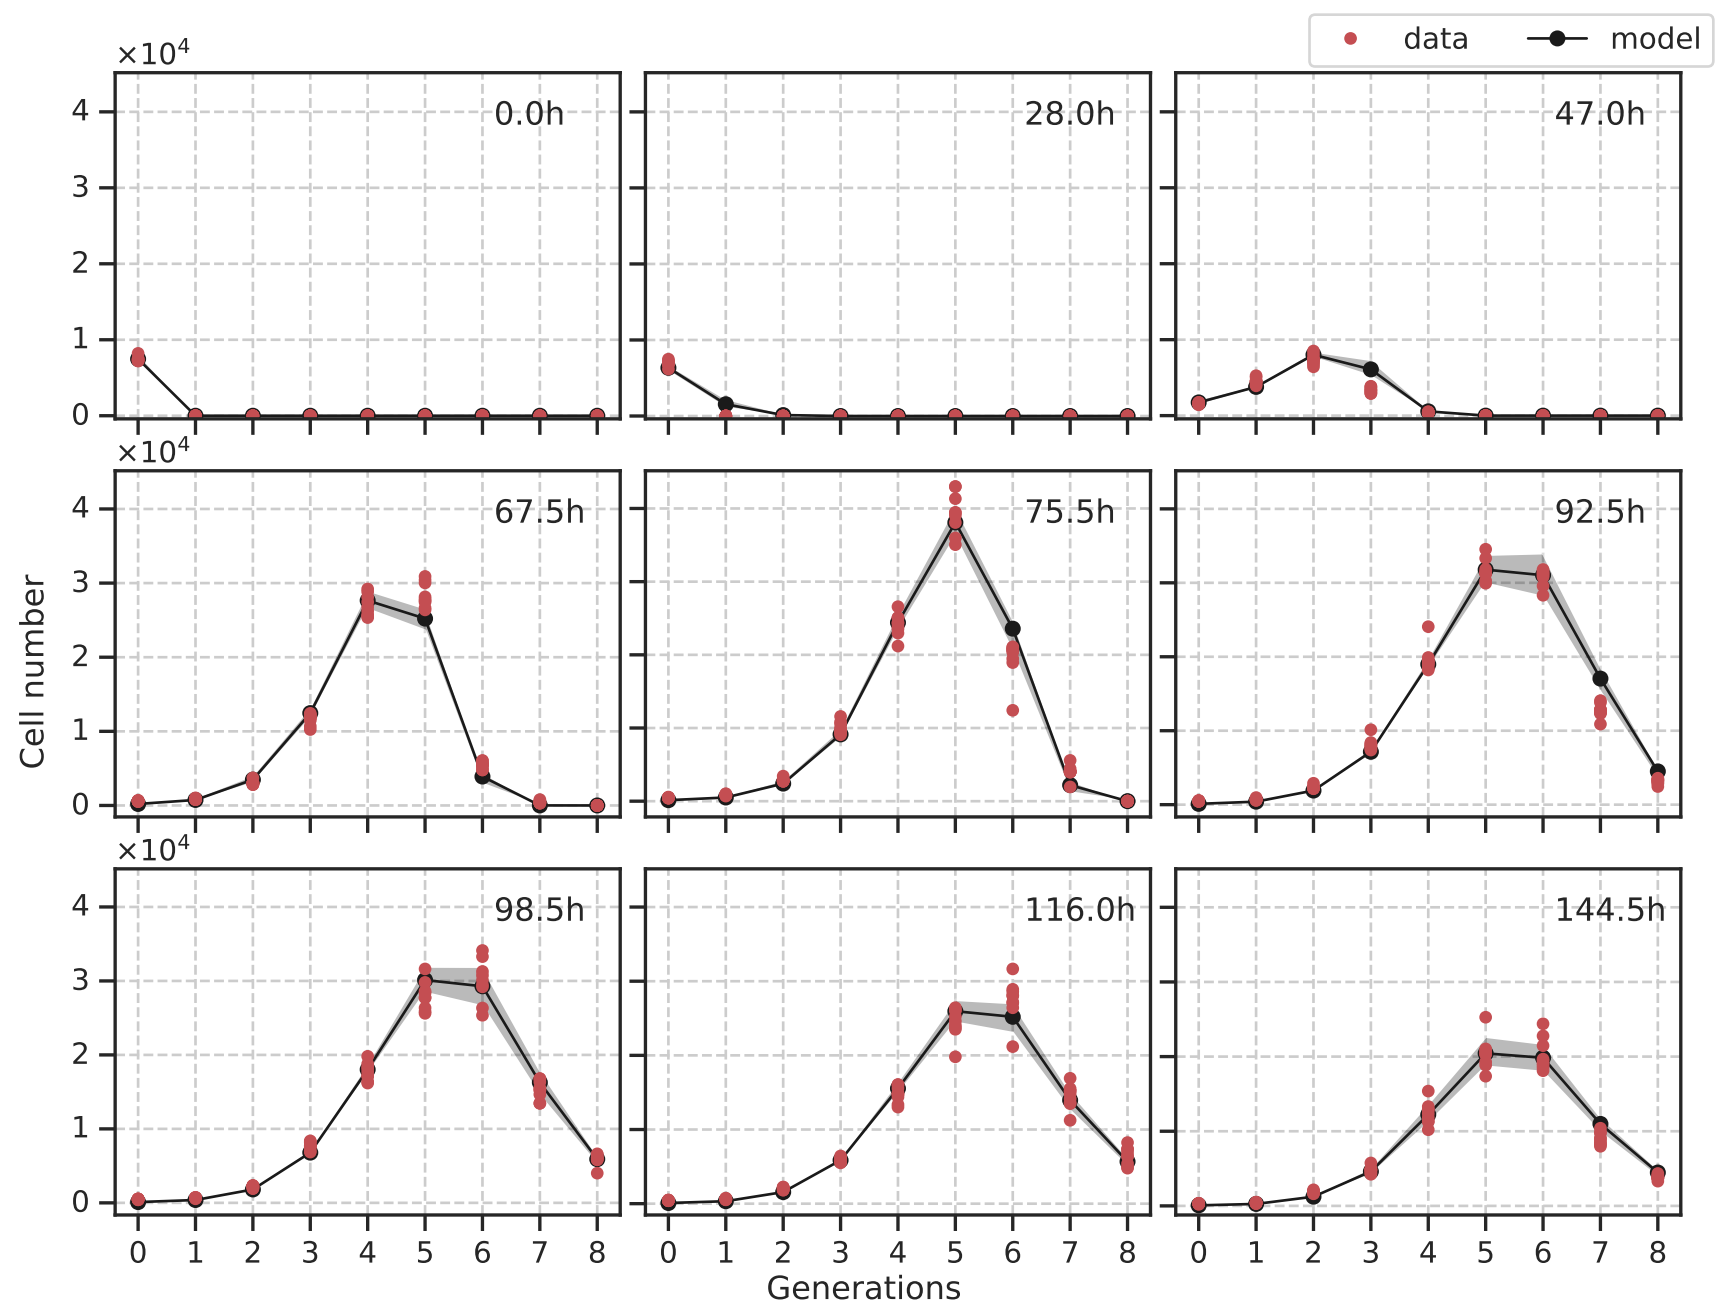 data model
×10⁴
4
3
2
1
0
0.0h
28.0h
47.0h
×10⁴
4
3
2
1
0
67.5h
75.5h
92.5h
Cell number
×10⁴
4
3
2
1
0
98.5h
116.0h
144.5h
0 1 2 3 4 5 6 7 8
0 1 2 3 4 5 6 7 8
0 1 2 3 4 5 6 7 8
Generations